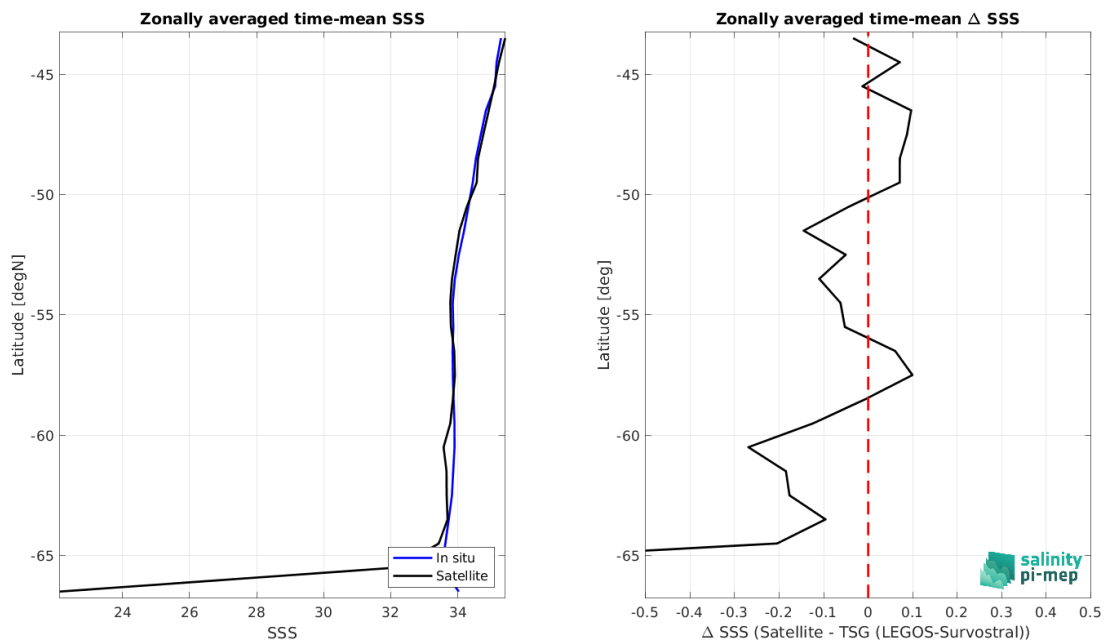 Zonally averaged time-mean SSS
-45
-50
-55
-60
-65
Latitude [degN]
24
26
28
30
32
34
SSS
In situ
Satellite
Zonally averaged time-mean Δ SSS
-45
-50
-55
-60
-65
Latitude [deg]
-0.5
-0.4
-0.3
-0.2
-0.1
0
0.1
0.2
0.3
0.4
0.5
Δ SSS (Satellite - TSG (LEGOS-Survostral))
salinity
pi-mep